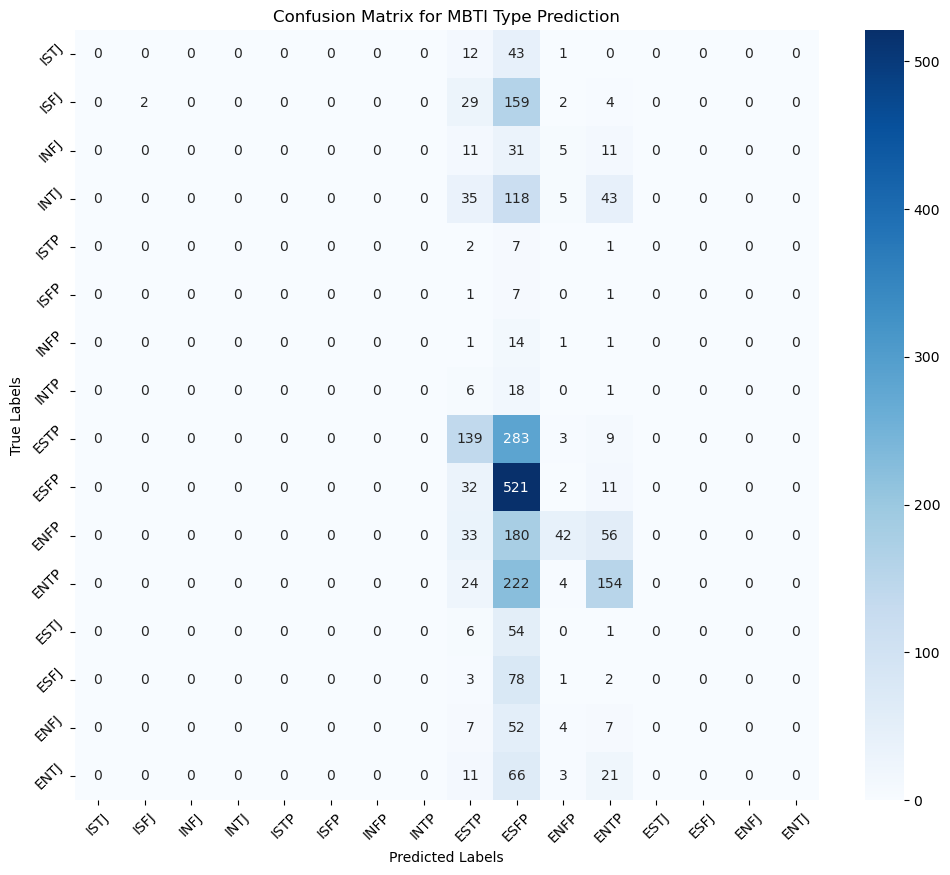 Confusion Matrix for MBTI Type Prediction
True Labels
ISTJ 0 0 0 0 0 0 0 0 12 43 1 0 0 0 0 0
ISFJ 0 2 0 0 0 0 0 0 29 159 2 4 0 0 0 0
INFJ 0 0 0 0 0 0 0 0 11 31 5 11 0 0 0 0
INTJ 0 0 0 0 0 0 0 0 35 118 5 43 0 0 0 0
ISTP 0 0 0 0 0 0 0 0 2 7 0 1 0 0 0 0
ISFP 0 0 0 0 0 0 0 0 1 7 0 1 0 0 0 0
INFP 0 0 0 0 0 0 0 0 1 14 1 1 0 0 0 0
INTP 0 0 0 0 0 0 0 0 6 18 0 1 0 0 0 0
ESTP 0 0 0 0 0 0 0 0 139 283 3 9 0 0 0 0
ESFP 0 0 0 0 0 0 0 0 32 521 2 11 0 0 0 0
ENFP 0 0 0 0 0 0 0 0 33 180 42 56 0 0 0 0
ENTP 0 0 0 0 0 0 0 0 24 222 4 154 0 0 0 0
ESTJ 0 0 0 0 0 0 0 0 6 54 0 1 0 0 0 0
ESFJ 0 0 0 0 0 0 0 0 3 78 1 2 0 0 0 0
ENFJ 0 0 0 0 0 0 0 0 7 52 4 7 0 0 0 0
ENTJ 0 0 0 0 0 0 0 0 11 66 3 21 0 0 0 0
ISTJ ISFJ INFJ INTJ ISTP ISFP INFP INTP ESTP ESFP ENFP ENTP ESTJ ESFJ ENFJ ENTJ
Predicted Labels
500
400
300
200
100
0